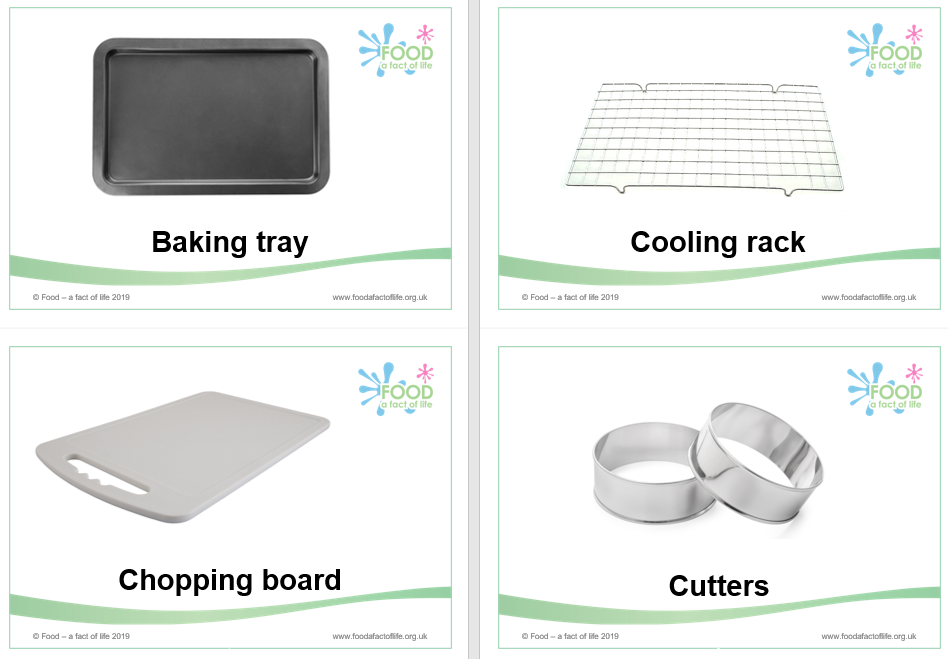 FOOD
a fact of life
Baking tray
© Food – a fact of life 2019
www.foodafactoflife.org.uk
FOOD
a fact of life
Cooling rack
© Food – a fact of life 2019
www.foodafactoflife.org.uk
FOOD
a fact of life
Chopping board
© Food – a fact of life 2019
www.foodafactoflife.org.uk
FOOD
a fact of life
Cutters
© Food – a fact of life 2019
www.foodafactoflife.org.uk